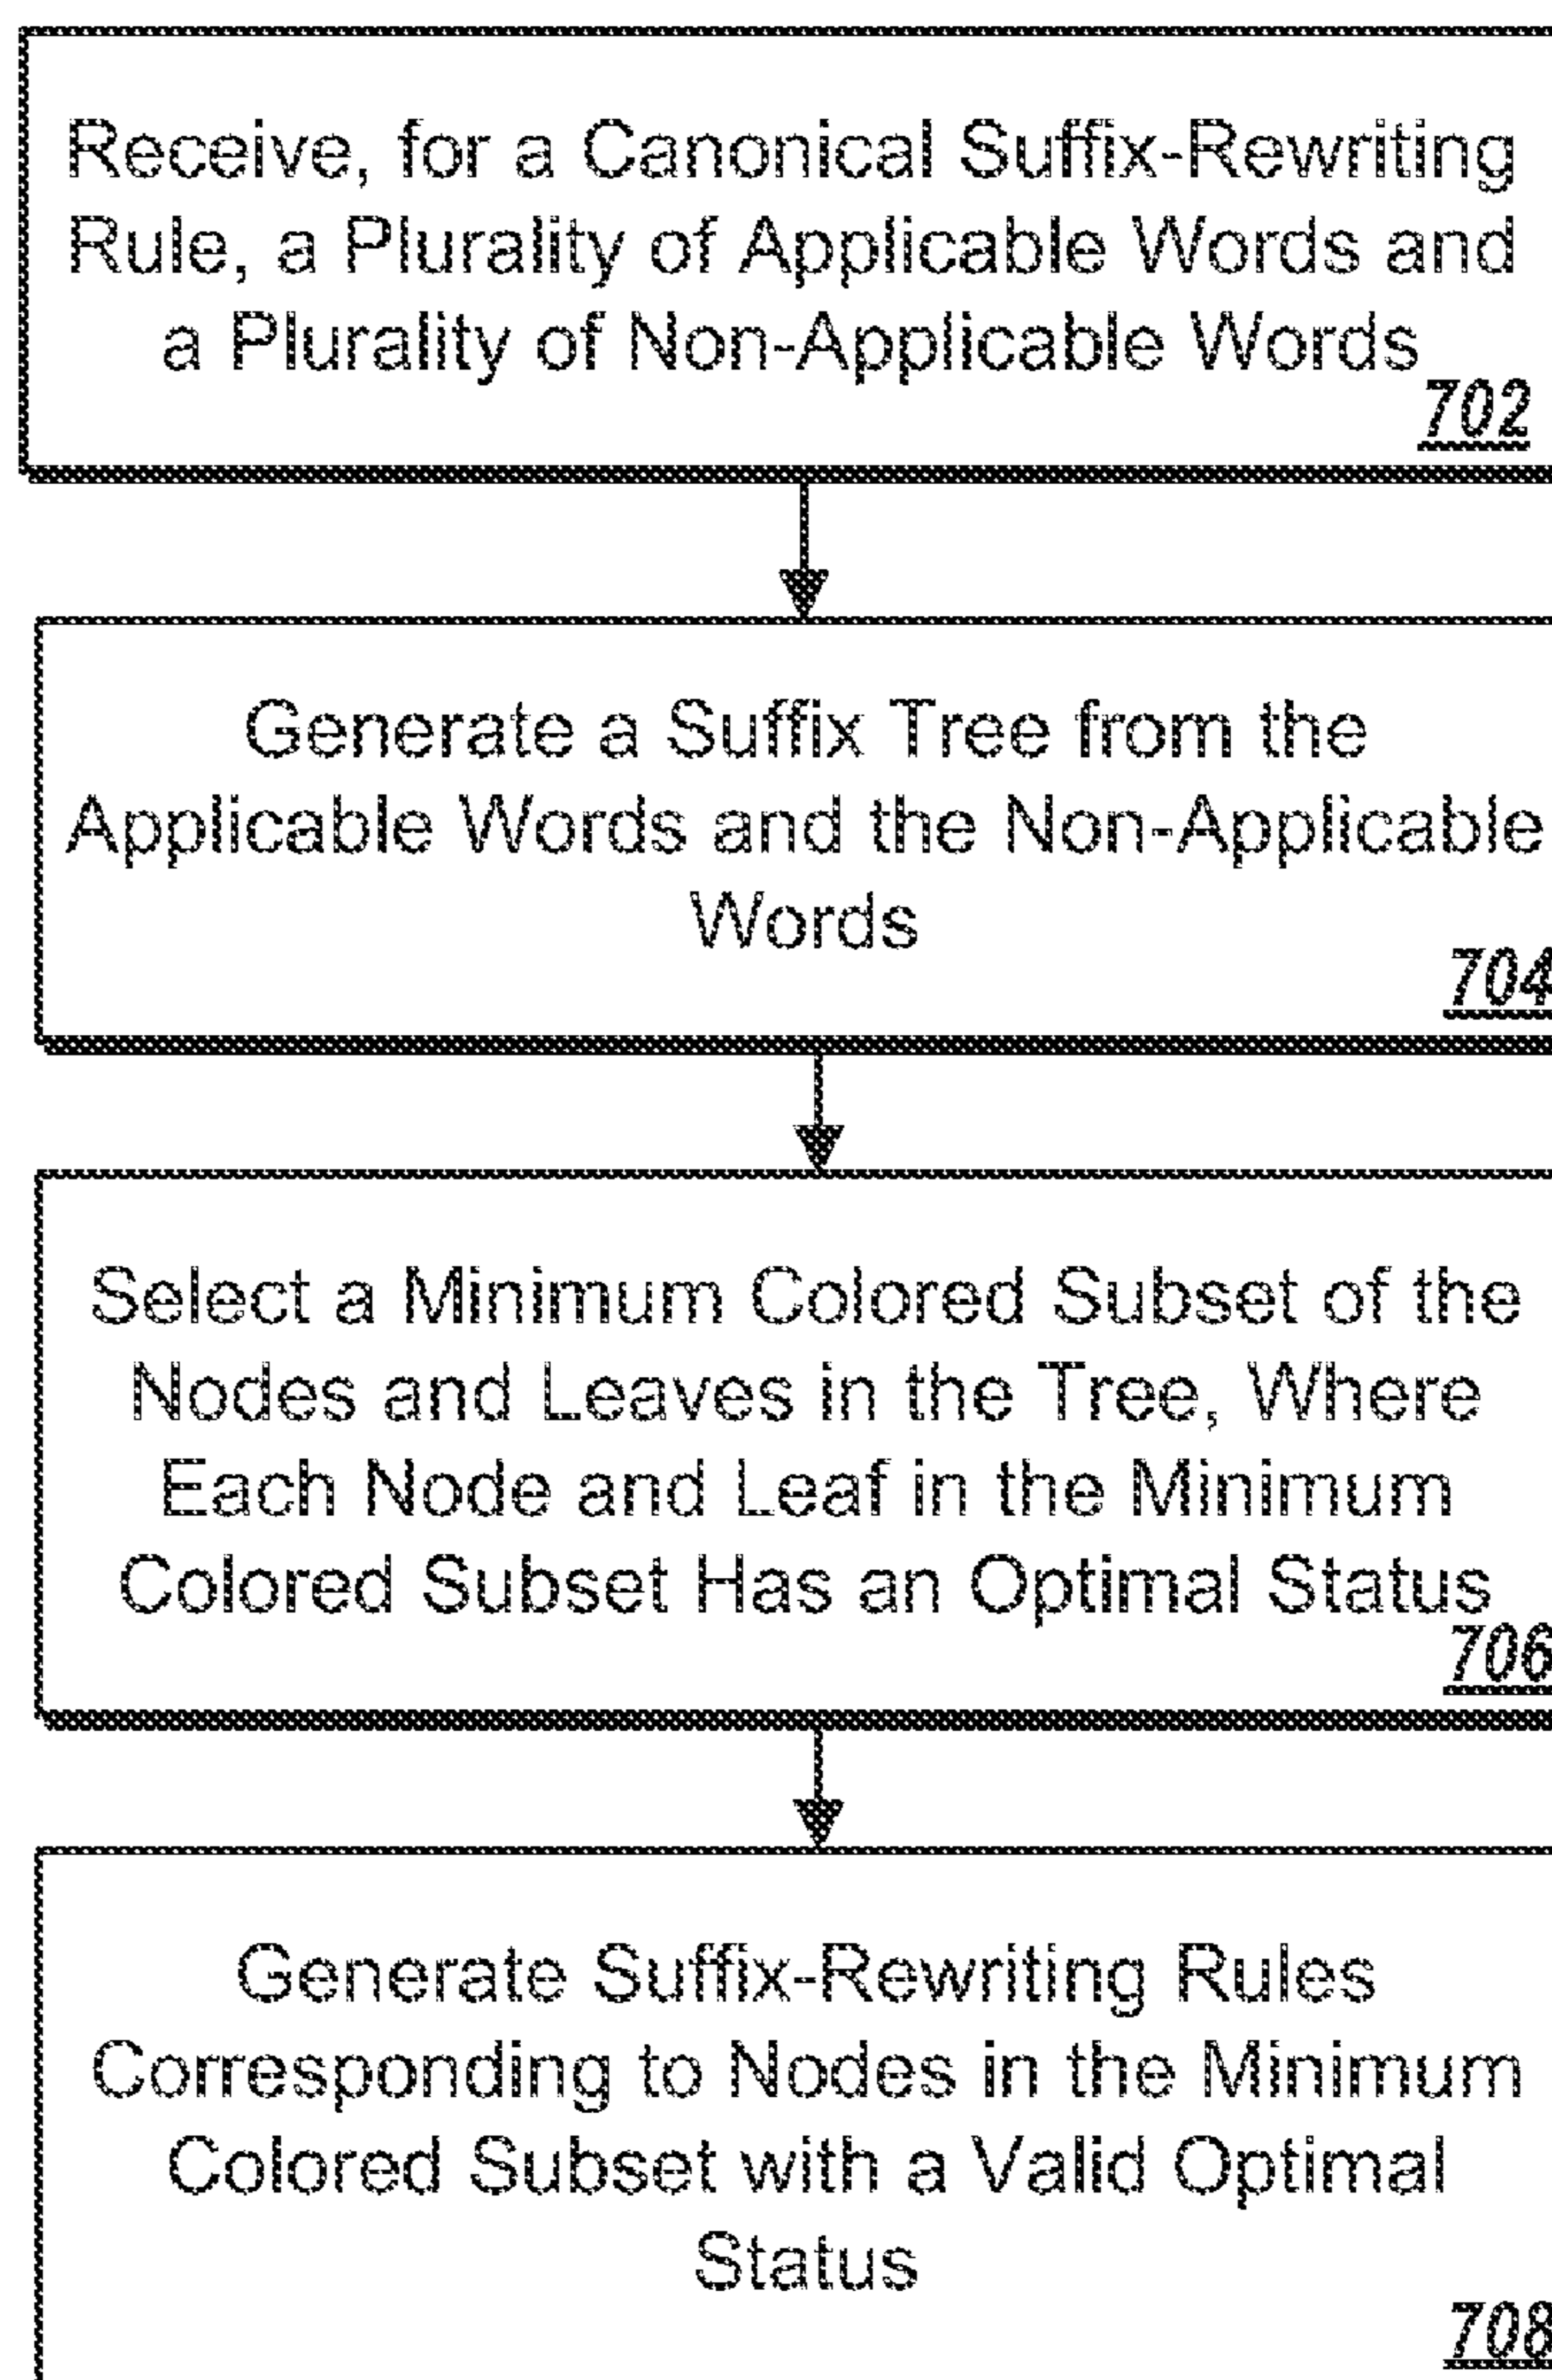 Receive, for a Canonical Suffix-Rewriting
Rule, a Plurality of Applicable Words and
a Plurality of Non-Applicable Words
702
Generate a Suffix Tree from the
Applicable Words and the Non-Applicable
Words
704
Select a Minimum Colored Subset of the
Nodes and Leaves in the Tree, Where
Each Node and Leaf in the Minimum
Colored Subset Has an Optimal Status
706
Generate Suffix-Rewriting Rules
Corresponding to Nodes in the Minimum
Colored Subset with a Valid Optimal
Status
708